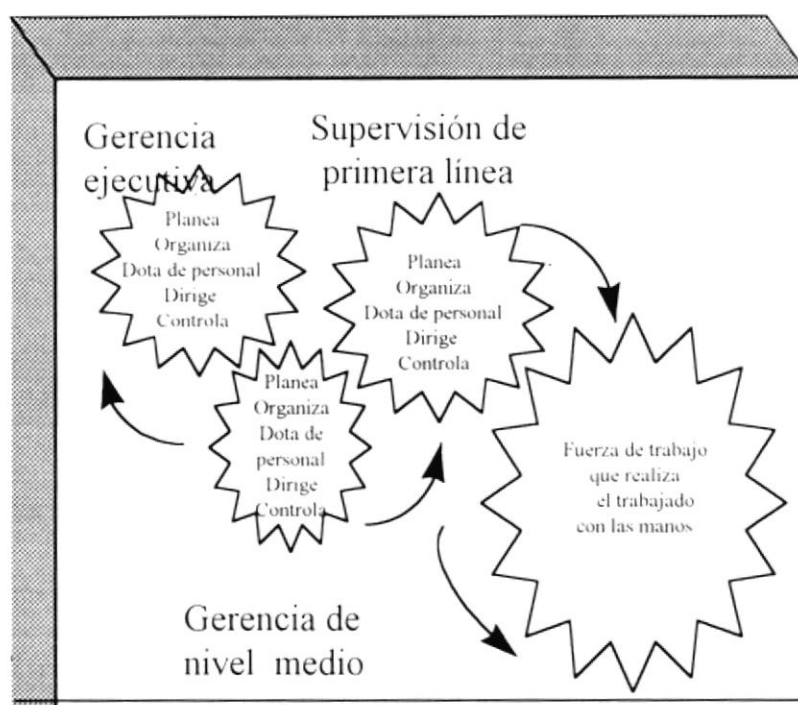 Gerencia
ejecutiva
Planea
Organiza
Dota de personal
Dirige
Controla
Supervisión de
primera línea
Planea
Organiza
Dota de personal
Dirige
Controla
Planea
Organiza
Dota de
personal
Dirige
Controla
Gerencia de
nivel medio
Fuerza de trabajo
que realiza
el trabajado
con las manos